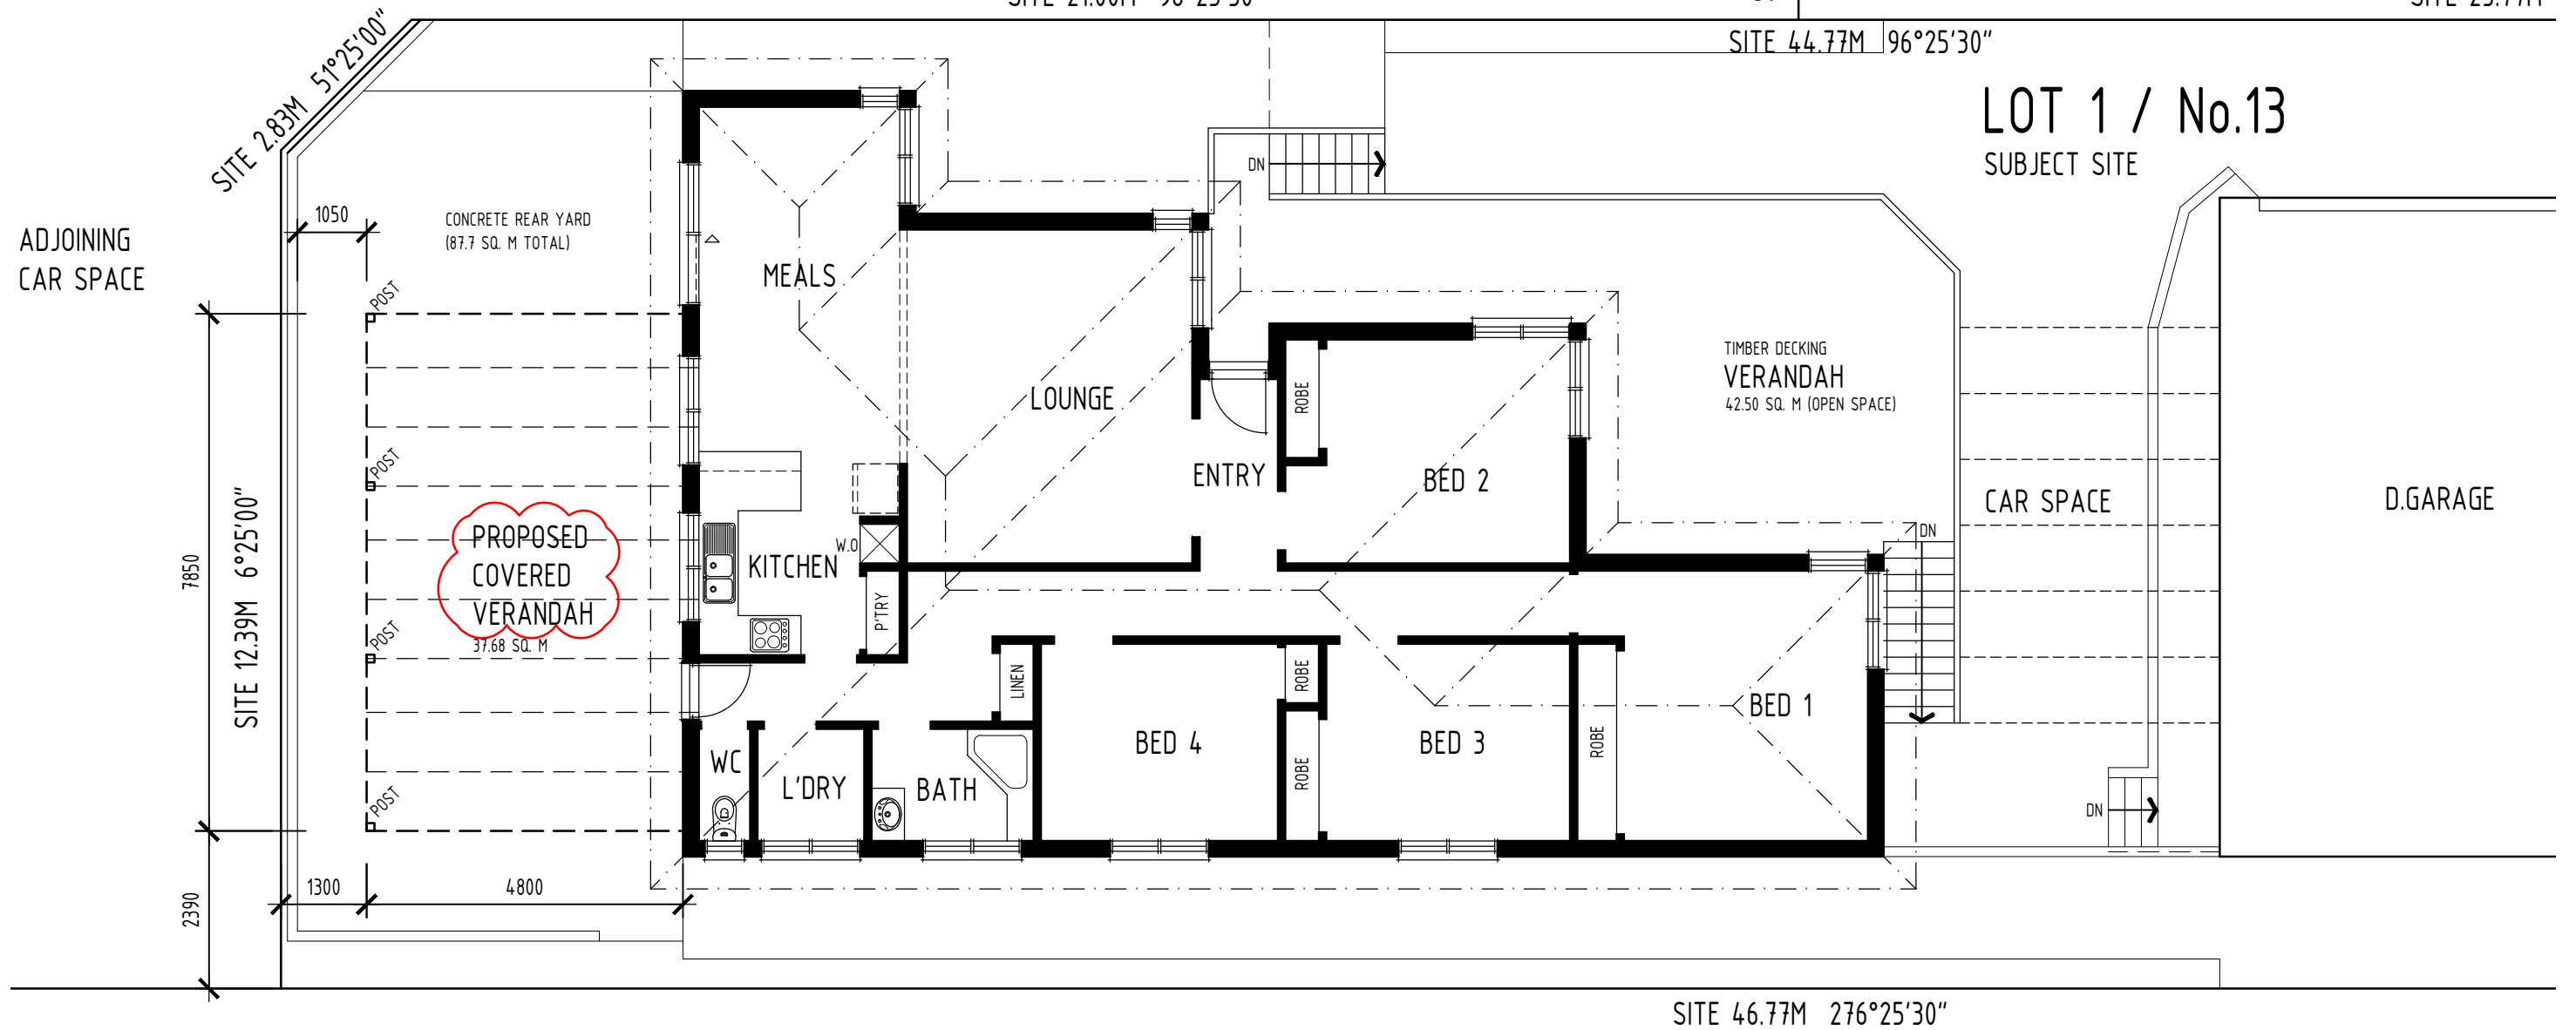 SITE 44.77M 96°25'30"
SITE 2.83M 51°25'00"
LOT 1 / No.13
SUBJECT SITE
DN
1050
CONCRETE REAR YARD
(87.7 SQ. M TOTAL)
ADJOINING
CAR SPACE
MEALS
POST
TIMBER DECKING
VERANDAH
42.50 SQ. M (OPEN SPACE)
LOUNGE
ROBE
ENTRY
BED 2
POST
CAR SPACE
D.GARAGE
DN
PROPOSED
COVERED
VERANDAH
37.68 SQ. M
7850
SITE 12.39M 6°25'00"
W.O.
KITCHEN
P'TRY
POST
LINEN
ROBE
BED 1
BED 4
BED 3
ROBE
ROBE
WC
L'DRY
BATH
POST
DN
1300
4800
2390
SITE 46.77M 276°25'30"